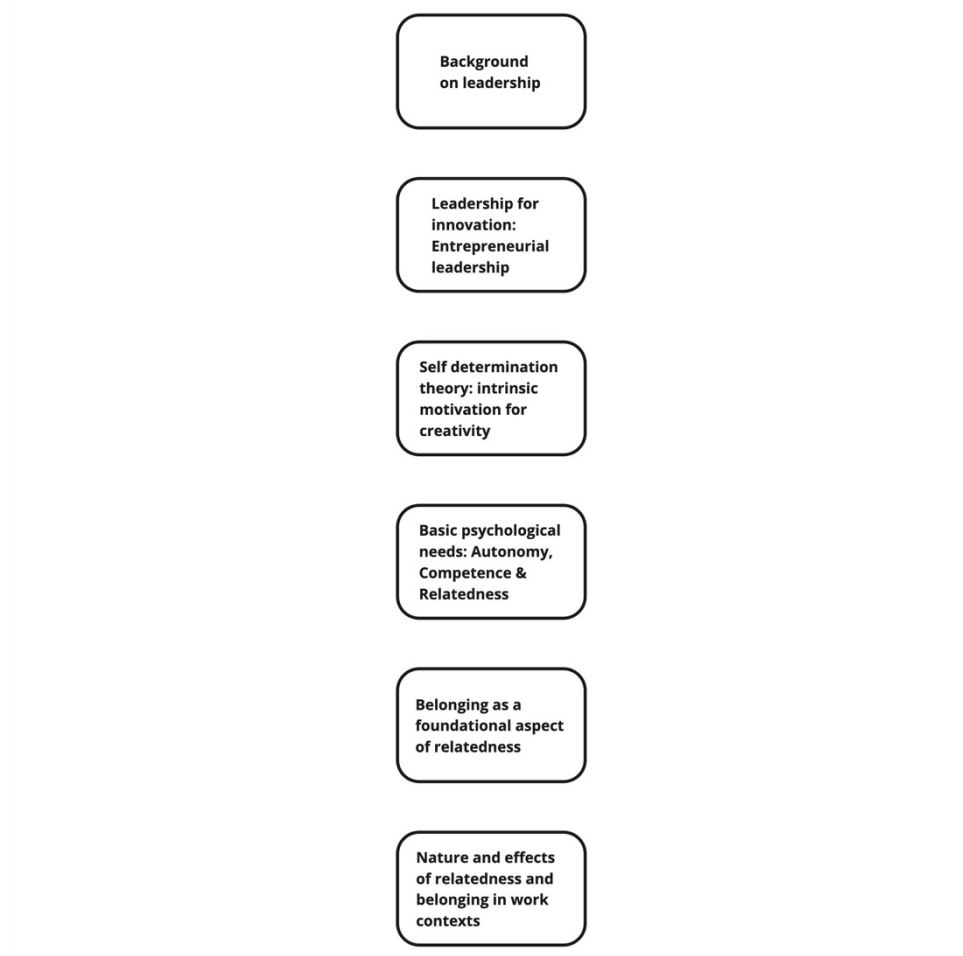 Background
on leadership
Leadership for
innovation:
Entrepreneurial
leadership
Self determination
theory: intrinsic
motivation for
creativity
Basic psychological
needs: Autonomy,
Competence &
Relatedness
Belonging as a
foundational aspect
of relatedness
Nature and effects
of relatedness and
belonging in work
contexts